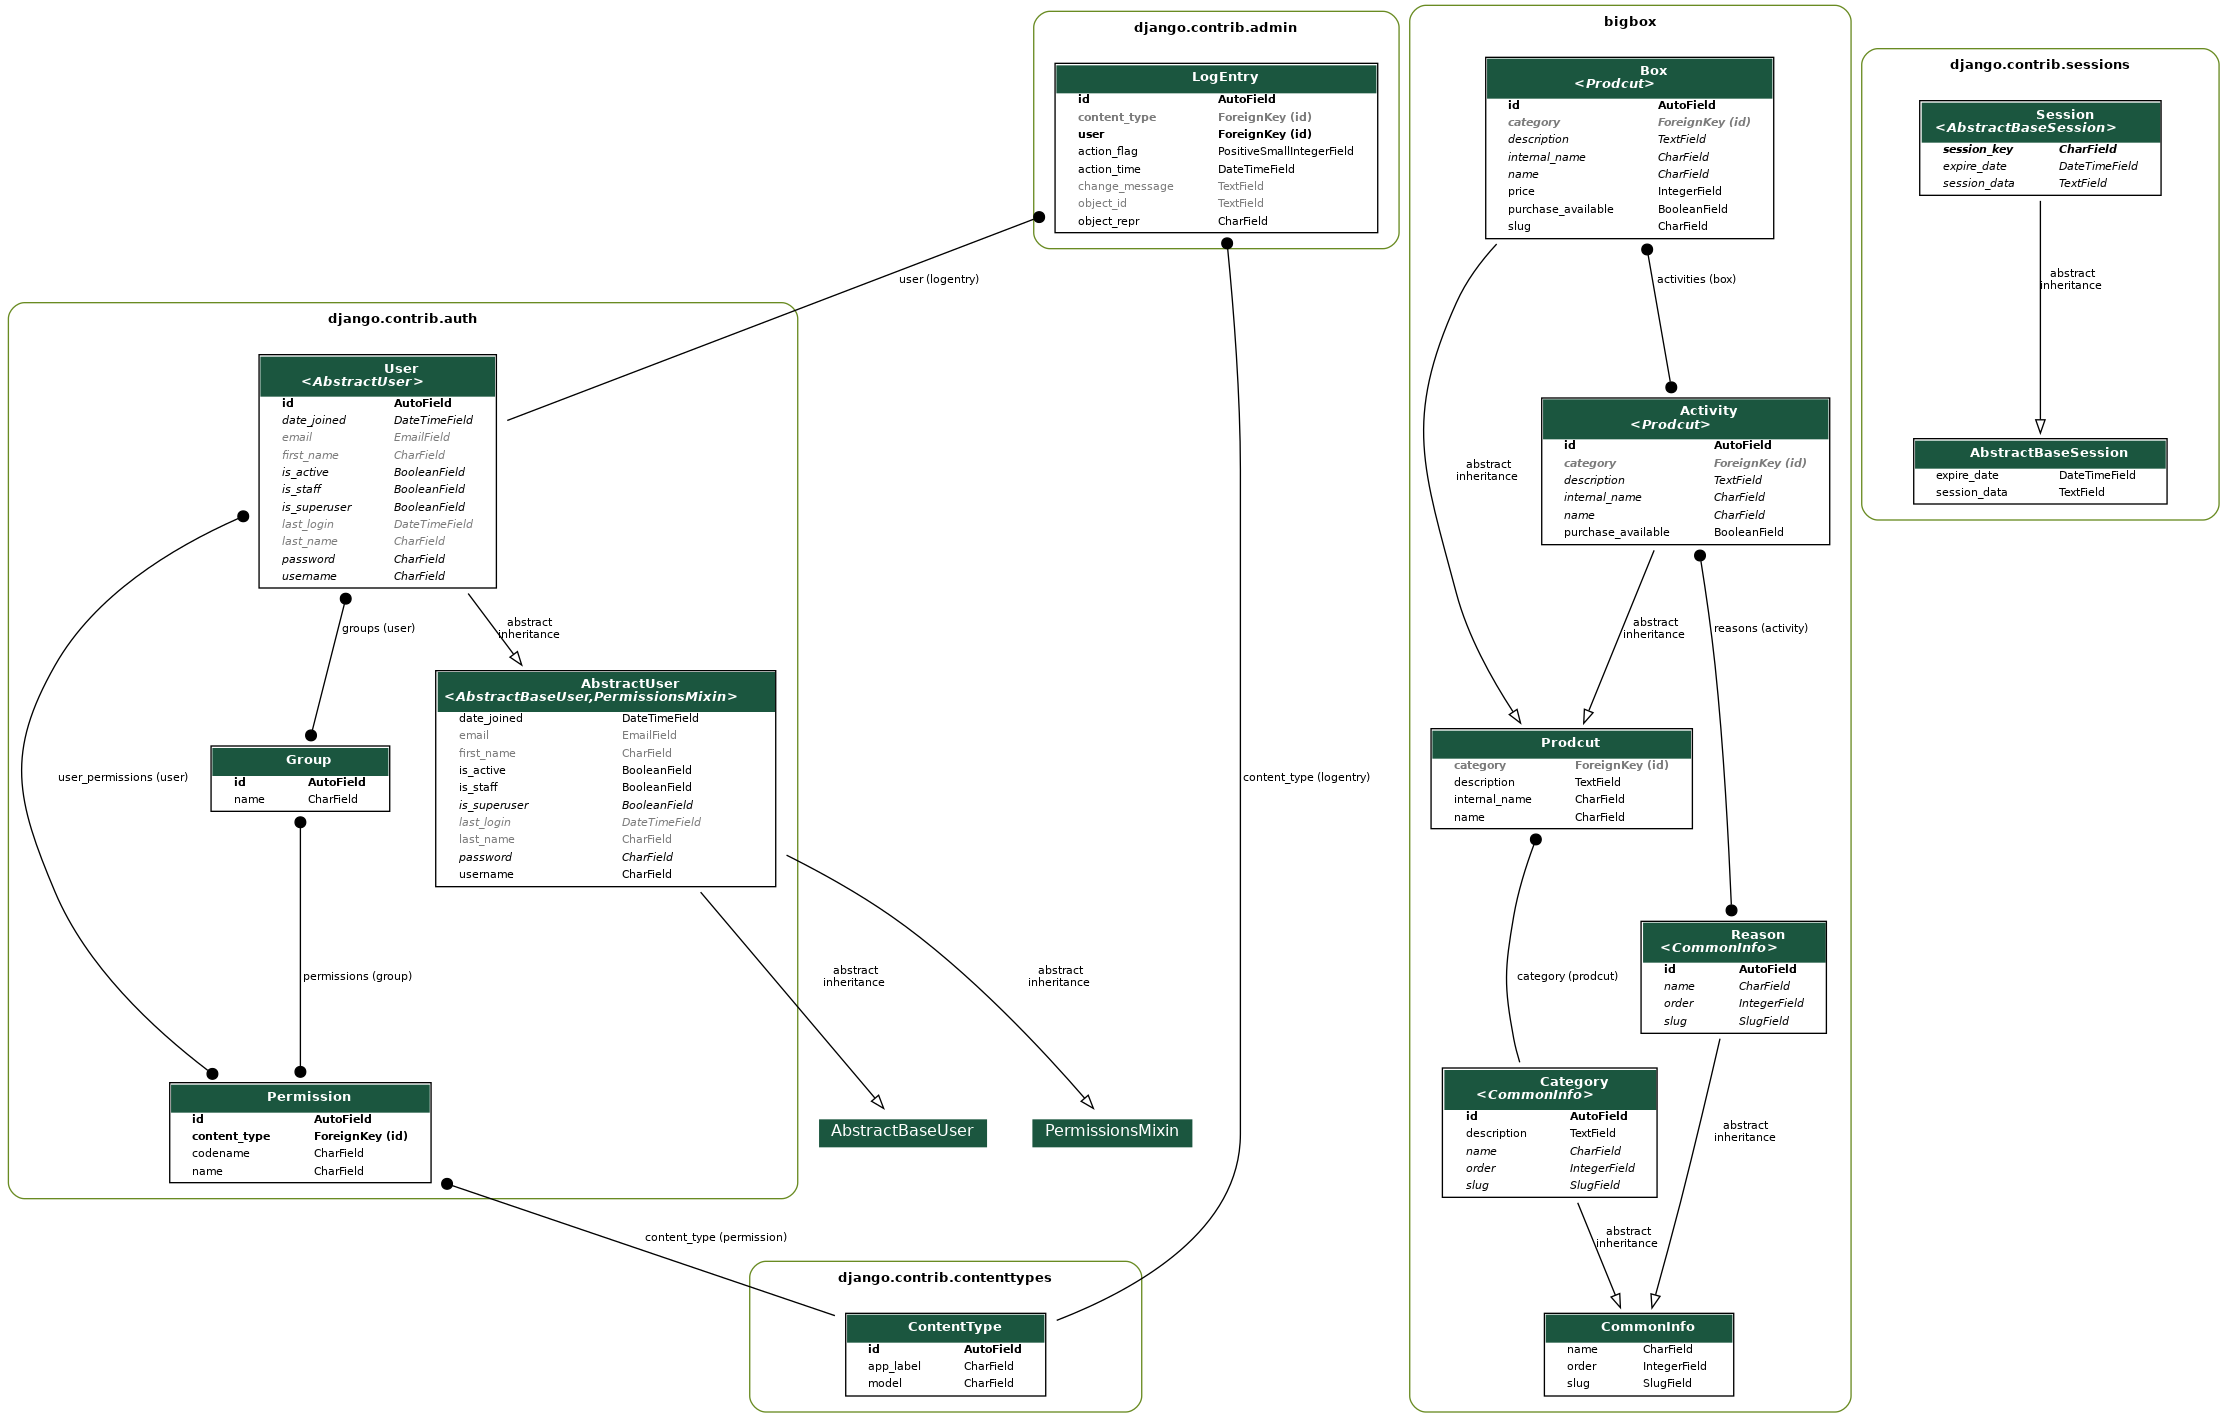 django.contrib.admin
LogEntry
id AutoField
content_type ForeignKey (id)
user ForeignKey (id)
action_flag PositiveSmallIntegerField
action_time DateTimeField
change_message TextField
object_id TextField
object_repr CharField
user (logentry)
content_type (logentry)
django.contrib.auth
User
<AbstractUser>
id AutoField
date_joined DateTimeField
email EmailField
first_name CharField
is_active BooleanField
is_staff BooleanField
is_superuser BooleanField
last_login DateTimeField
last_name CharField
password CharField
username CharField
groups (user)
abstract
inheritance
user_permissions (user)
Group
id AutoField
name CharField
AbstractUser
<AbstractBaseUser,PermissionsMixin>
date_joined DateTimeField
email EmailField
first_name CharField
is_active BooleanField
is_staff BooleanField
is_superuser BooleanField
last_login DateTimeField
last_name CharField
password CharField
username CharField
permissions (group)
abstract
inheritance
abstract
inheritance
Permission
id AutoField
content_type ForeignKey (id)
codename CharField
name CharField
AbstractBaseUser
PermissionsMixin
content_type (permission)
django.contrib.contenttypes
ContentType
id AutoField
app_label CharField
model CharField
bigbox
Box
<Prodcut>
id AutoField
category ForeignKey (id)
description TextField
internal_name CharField
name CharField
price IntegerField
purchase_available BooleanField
slug CharField
activities (box)
abstract
inheritance
Activity
<Prodcut>
id AutoField
category ForeignKey (id)
description TextField
internal_name CharField
name CharField
purchase_available BooleanField
abstract
inheritance
reasons (activity)
Prodcut
category ForeignKey (id)
description TextField
internal_name CharField
name CharField
category (prodcut)
Reason
<CommonInfo>
id AutoField
name CharField
order IntegerField
slug SlugField
Category
<CommonInfo>
id AutoField
description TextField
name CharField
order IntegerField
slug SlugField
abstract
inheritance
abstract
inheritance
CommonInfo
name CharField
order IntegerField
slug SlugField
django.contrib.sessions
Session
<AbstractBaseSession>
session_key CharField
expire_date DateTimeField
session_data TextField
abstract
inheritance
AbstractBaseSession
expire_date DateTimeField
session_data TextField